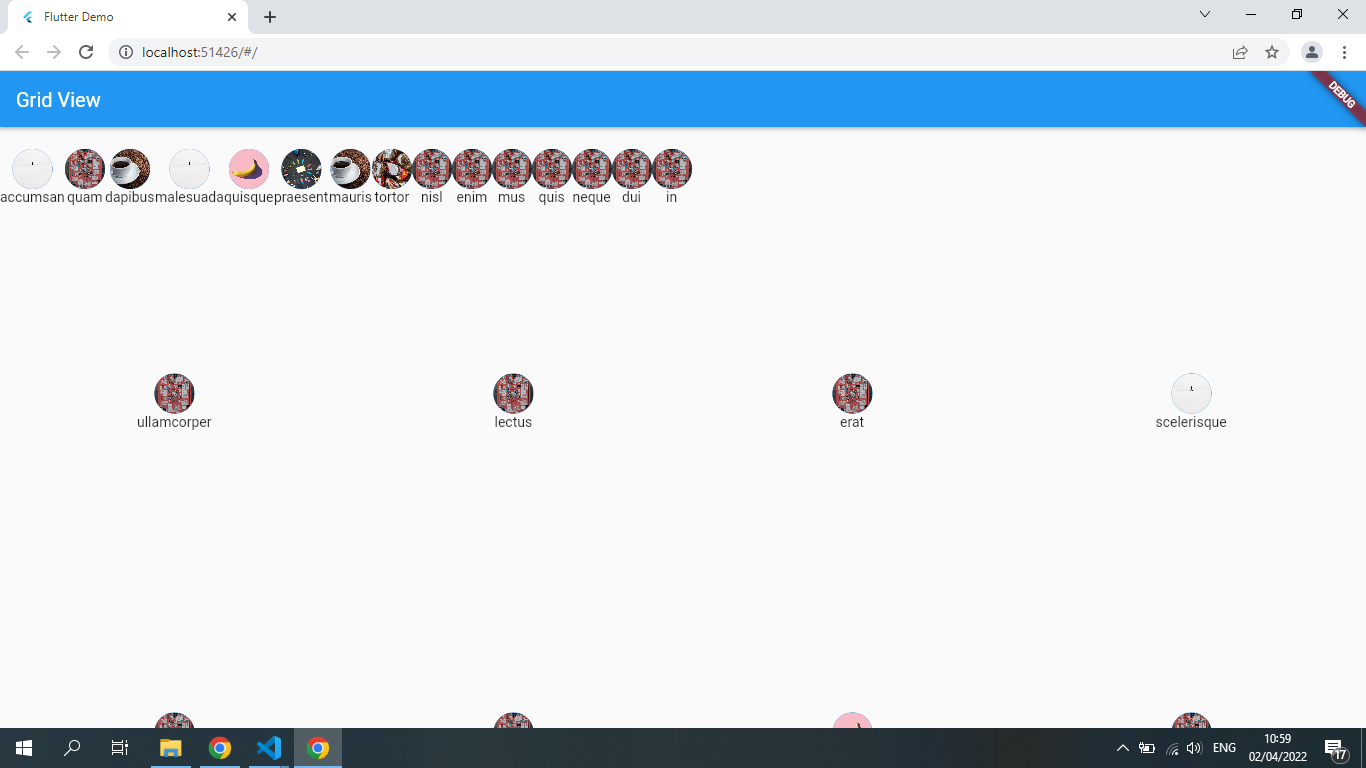 Flutter Demo
localhost:51426/#/
Grid View
DEBUG
accumsan quam dapibus malesuada quisque praesent mauris tortor nisl enim mus quis neque dui in
ullamcorper lectus erat scelerisque
ENG
10:59
02/04/2022
17